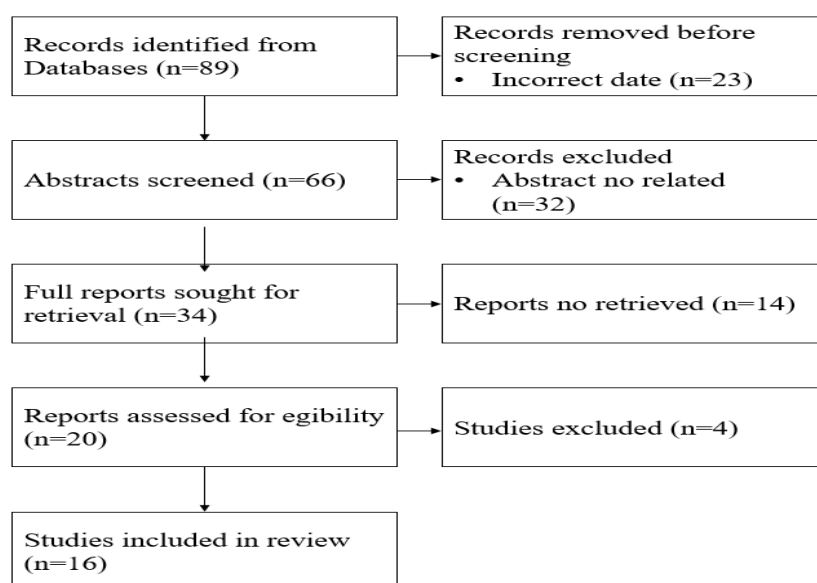 Records identified from
Databases (n=89)
Records removed before
screening
• Incorrect date (n=23)
Abstracts screened (n=66)
Records excluded
• Abstract no related
(n=32)
Full reports sought for
retrieval (n=34)
Reports no retrieved (n=14)
Reports assessed for egibility
(n=20)
Studies excluded (n=4)
Studies included in review
(n=16)